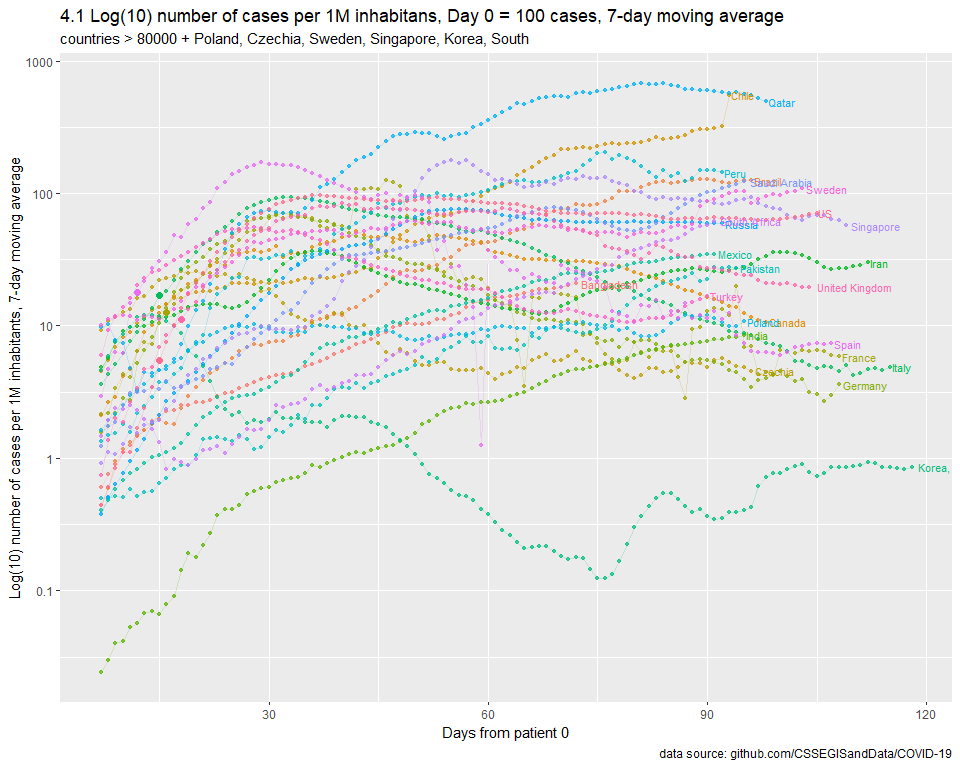 4.1 Log(10) number of cases per 1M inhabitans, Day 0 = 100 cases, 7-day moving average
countries > 80000 + Poland, Czechia, Sweden, Singapore, Korea, South
Log(10) number of cases per 1M inhabitants, 7-day moving average
1000
100
10
1
0.1
Chile
Qatar
Peru
Brazil
Saudi Arabia
Sweden
US
Russia
Singapore
Mexico
Pakistan
Iran
Bangladesh
United Kingdom
Turkey
Poland
Canada
India
Spain
France
Czechia
Italy
Germany
Korea,
30
60
90
120
Days from patient 0
data source: github.com/CSSEGISandData/COVID-19